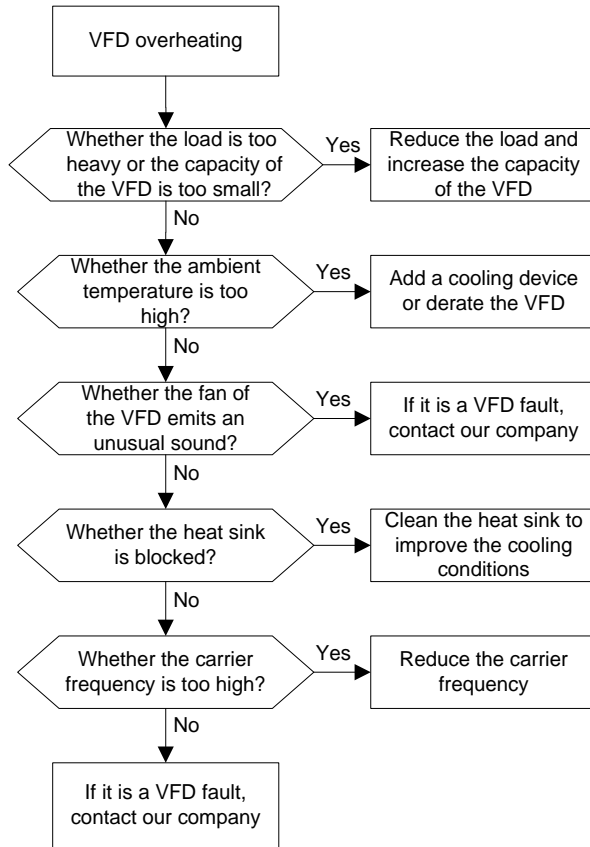 VFD overheating
Whether the load is too
heavy or the capacity of
the VFD is too small?
Yes
Reduce the load and
increase the capacity
of the VFD
No
Whether the ambient
temperature is too
high?
Yes
Add a cooling device
or derate the VFD
No
Whether the fan of
the VFD emits an
unusual sound?
Yes
If it is a VFD fault,
contact our company
No
Whether the heat sink
is blocked?
Yes
Clean the heat sink to
improve the cooling
conditions
No
Whether the carrier
frequency is too high?
Yes
Reduce the carrier
frequency
No
If it is a VFD fault,
contact our company